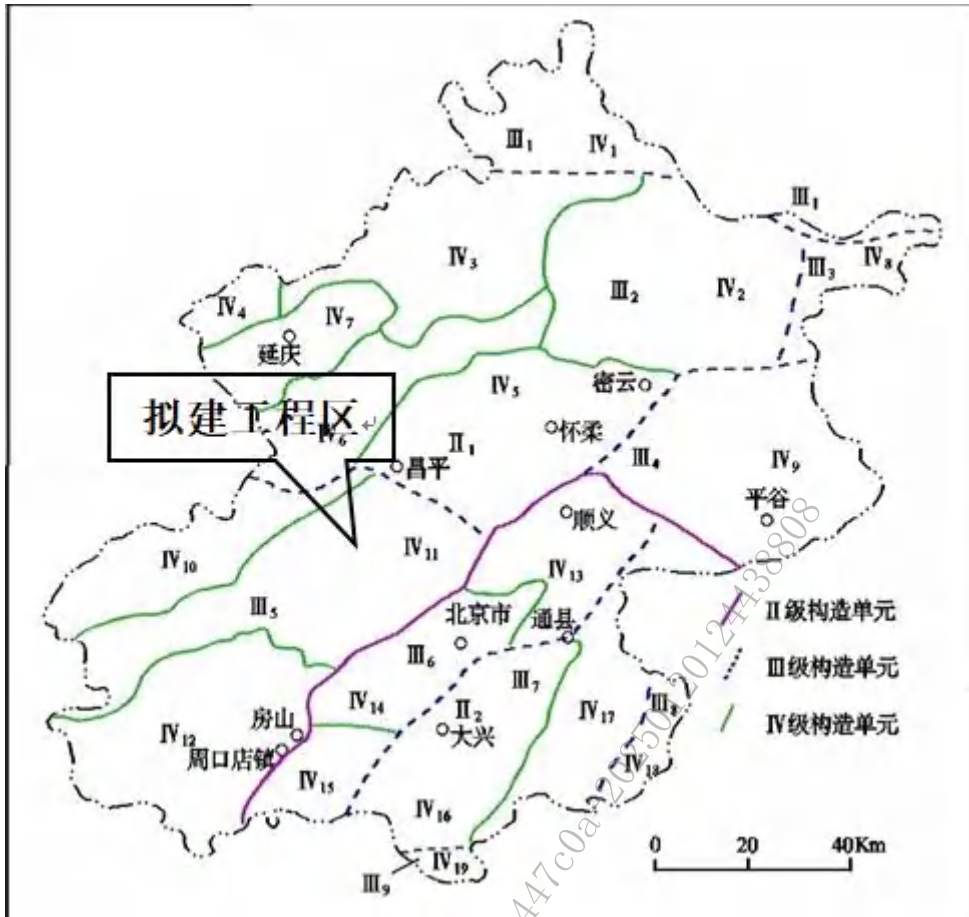 III₁ IV₁
III₁
IV₃
III₃ IV₈
IV₄ IV₇
III₂ IV₂
延庆
IV₅ 密云
拟建工程区
IV₆ II₁ 怀柔
昌平 III₄ IV₉
平谷
顺义
IV₁₀ IV₁₁
IV₁₃
III₅ 北京市 通县
II级构造单元
III₆ III₇
III级构造单元
IV₁₄ II₂ IV₁₇ III₈
房山 大兴
IV级构造单元
IV₁₂ 周口店镇
IV₁₅ IV₁₈
IV₁₆
0 20 40Km
IV₁₉
III₉